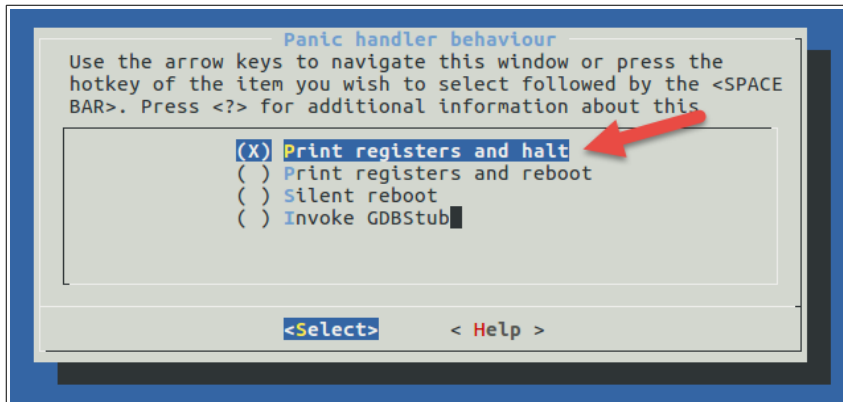 Panic handler behaviour
Use the arrow keys to navigate this window or press the
hotkey of the item you wish to select followed by the <SPACE
BAR>. Press <?> for additional information about this
(X) Print registers and halt
( ) Print registers and reboot
( ) Silent reboot
( ) Invoke GDBStub
<Select> < Help >